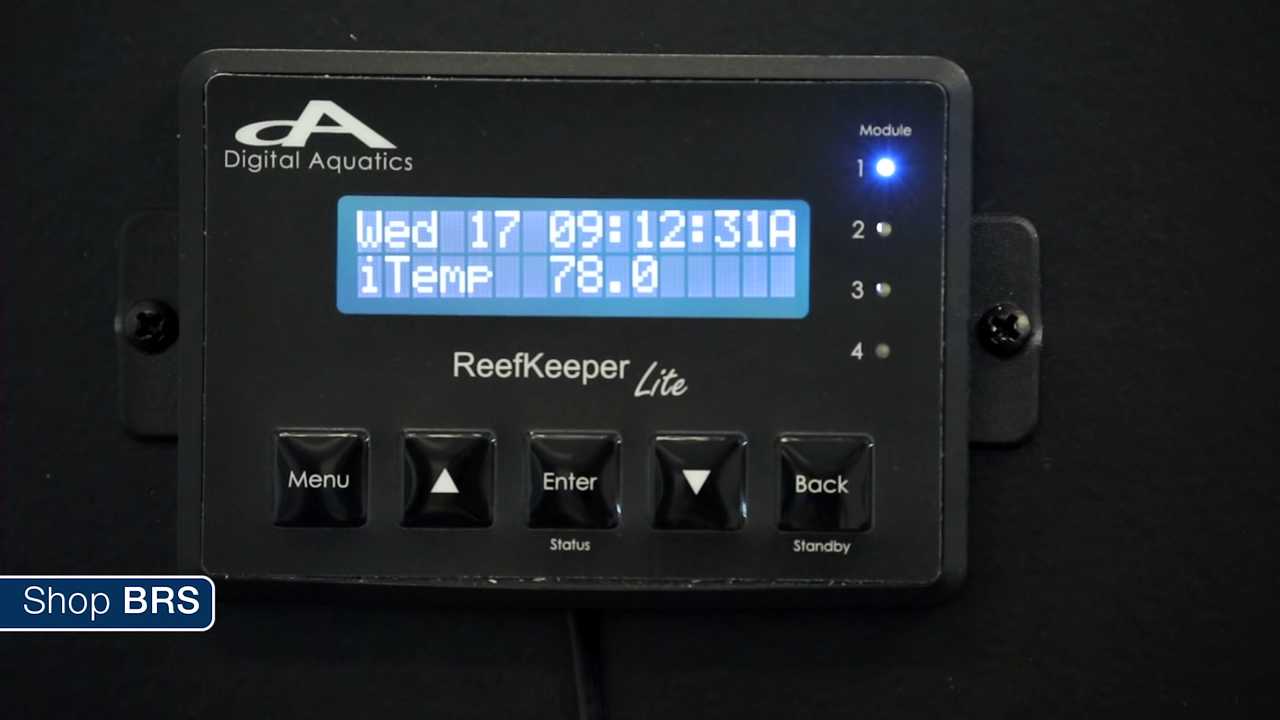 dA
Digital Aquatics
Module
1
Wed 17 09:12:31A
iTemp 78.0
2
3
4
ReefKeeper Lite
Menu
▲
Enter
▼
Back
Status
Standby
Shop BRS